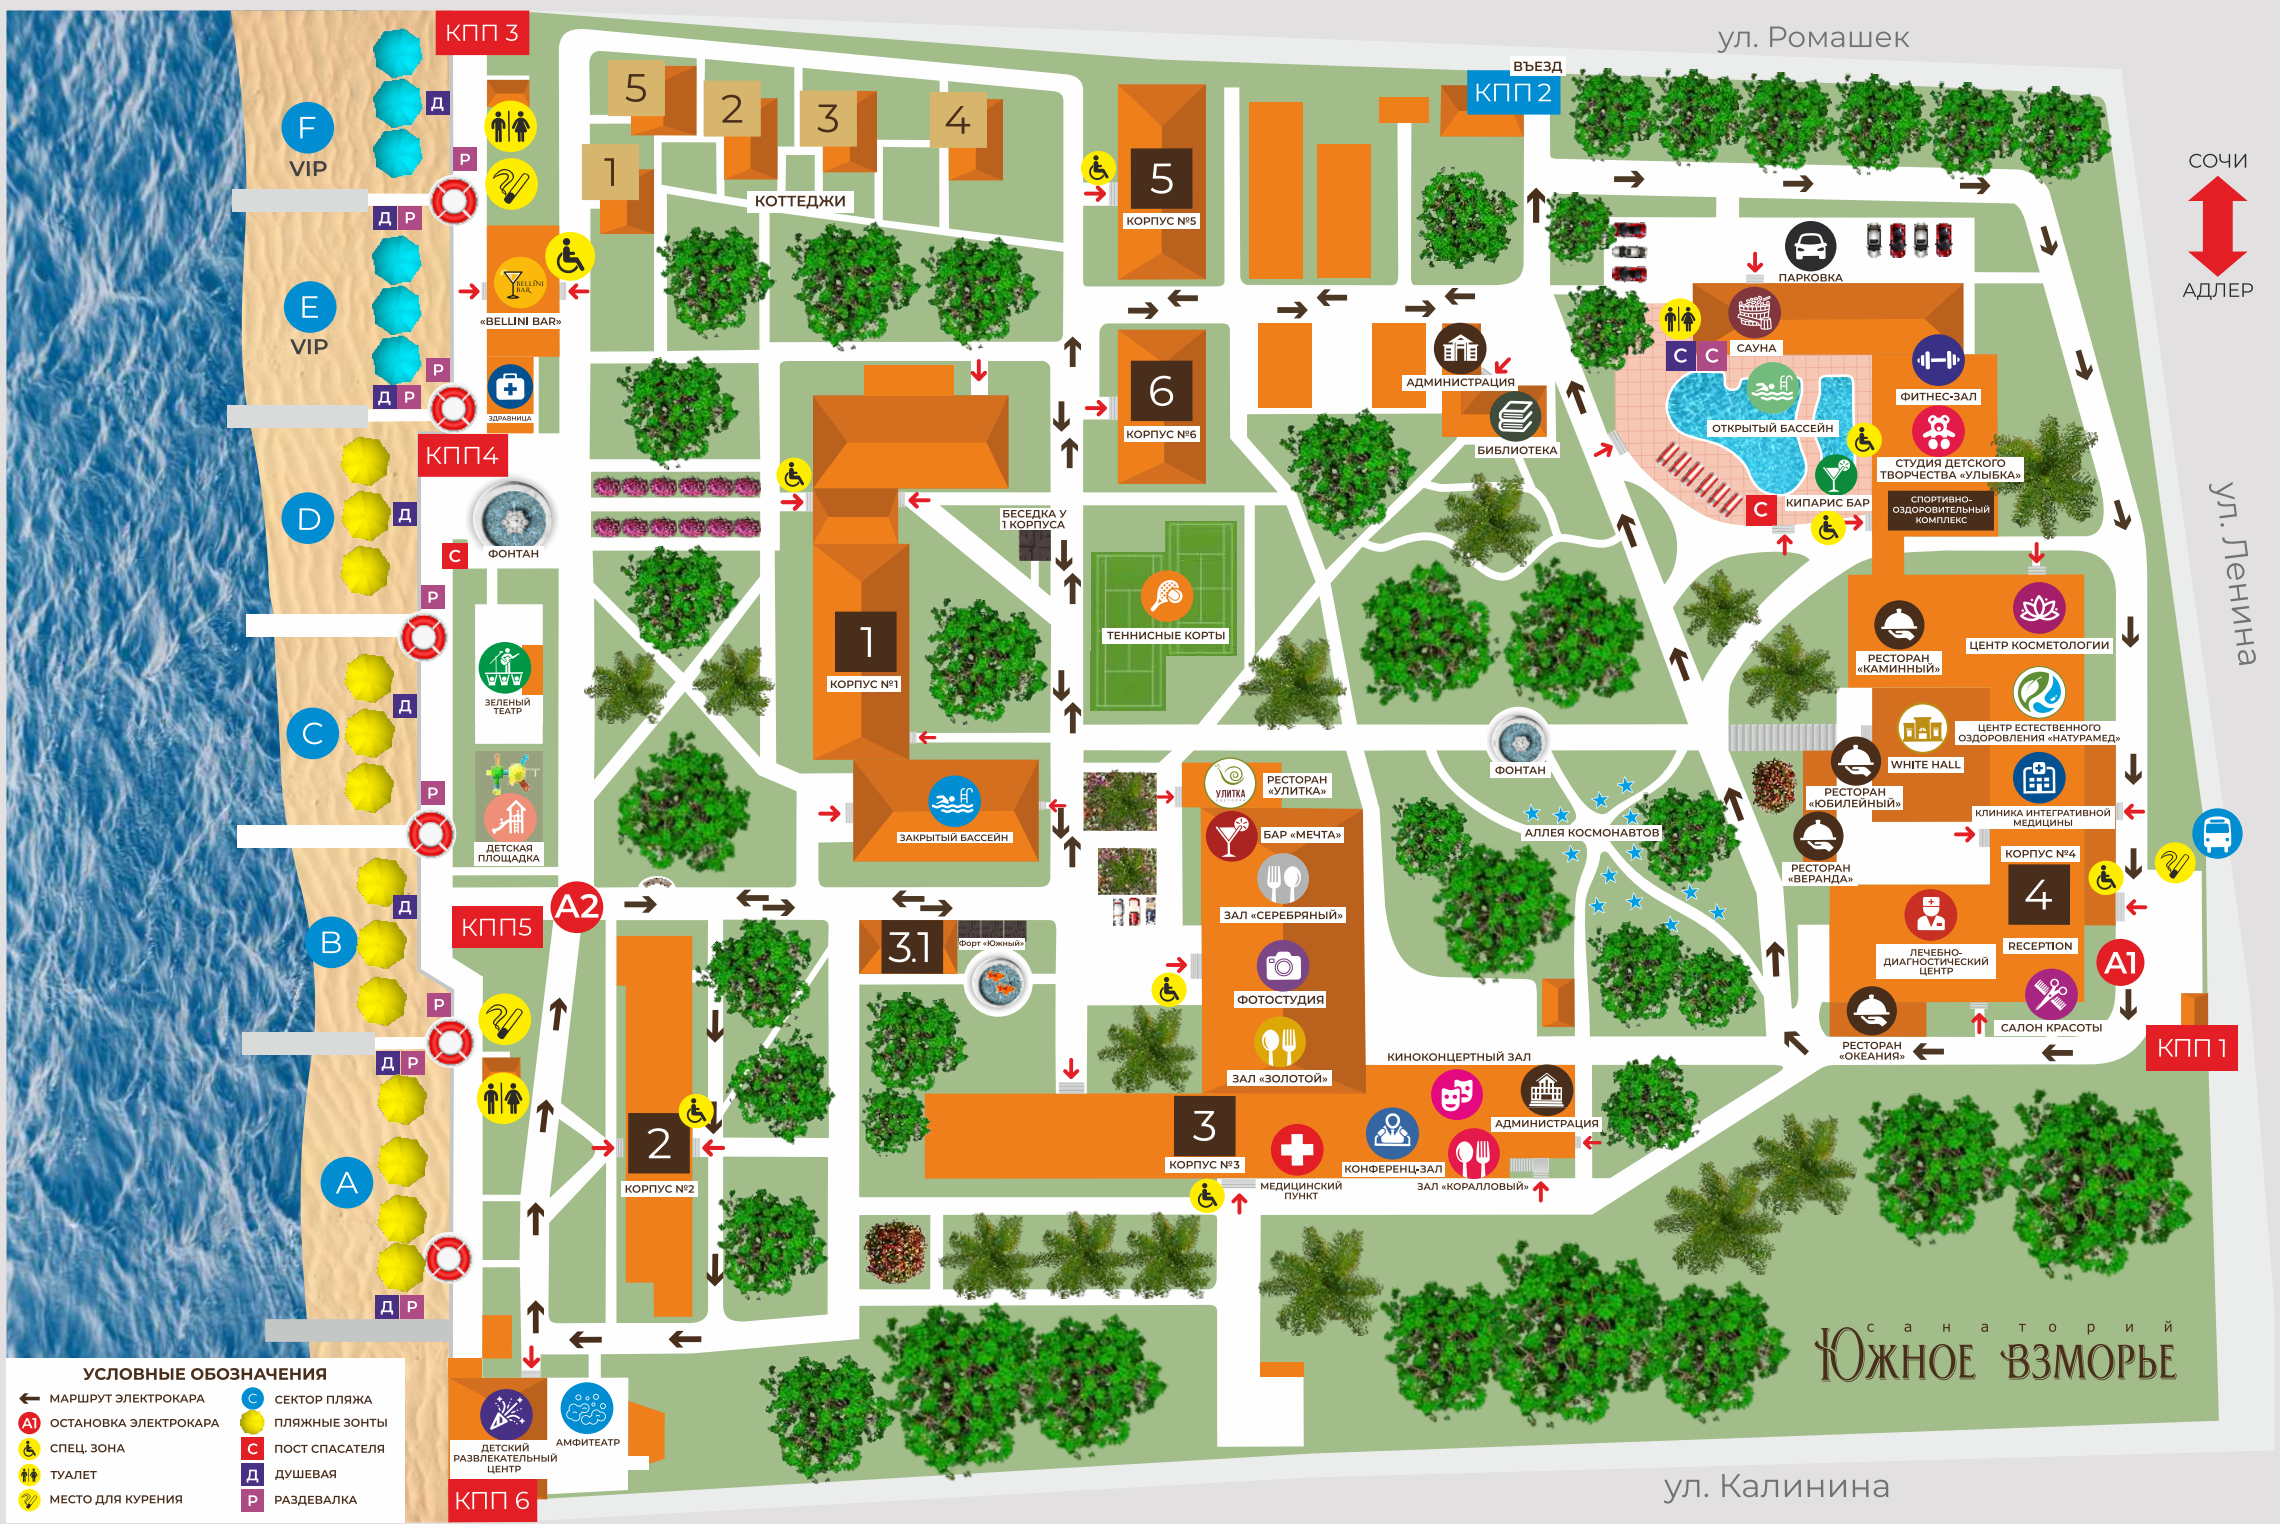 КПП 3
ул. Ромашек
ВЪЕЗД
КПП 2
СОЧИ
АДЛЕР
ул. Ленина
F
VIP
Д
Р
Д Р
E
VIP
Р
Д Р
5
2
3
4
1
КОТТЕДЖИ
5
КОРПУС №5
ПАРКОВКА
BELLINI
BAR
«BELLINI BAR»
ЗДРАВНИЦА
6
КОРПУС №6
АДМИНИСТРАЦИЯ
БИБЛИОТЕКА
САУНА
С С
ФИТНЕС-ЗАЛ
ОТКРЫТЫЙ БАССЕЙН
СТУДИЯ ДЕТСКОГО
ТВОРЧЕСТВА «УЛЫБКА»
КИПАРИС БАР
С
СПОРТИВНО-
ОЗДОРОВИТЕЛЬНЫЙ
КОМПЛЕКС
КПП4
D
Д
С
ФОНТАН
Р
БЕСЕДКА У
1 КОРПУСА
ТЕННИСНЫЕ КОРТЫ
1
КОРПУС №1
ЗЕЛЕНЫЙ
ТЕАТР
C
Д
Р
ДЕТСКАЯ
ПЛОЩАДКА
ЗАКРЫТЫЙ БАССЕЙН
РЕСТОРАН
«КАМИННЫЙ»
ЦЕНТР КОСМЕТОЛОГИИ
ЦЕНТР ЕСТЕСТВЕННОГО
ОЗДОРОВЛЕНИЯ «НАТУРАМЕД»
WHITE HALL
РЕСТОРАН
«ЮБИЛЕЙНЫЙ»
КЛИНИКА ИНТЕГРАТИВНОЙ
МЕДИЦИНЫ
РЕСТОРАН
«ВЕРАНДА»
КОРПУС №4
4
RECEPTION
ЛЕЧЕБНО-
ДИАГНОСТИЧЕСКИЙ
ЦЕНТР
САЛОН КРАСОТЫ
РЕСТОРАН
«ОКЕАНИЯ»
А1
КПП 1
ФОНТАН
АЛЛЕЯ КОСМОНАВТОВ
УЛИТКА
РЕСТОРАН
«УЛИТКА»
БАР «МЕЧТА»
ЗАЛ «СЕРЕБРЯНЫЙ»
ФОТОСТУДИЯ
ЗАЛ «ЗОЛОТОЙ»
КИНОКОНЦЕРТНЫЙ ЗАЛ
АДМИНИСТРАЦИЯ
КОНФЕРЕНЦ-ЗАЛ
ЗАЛ «КОРАЛЛОВЫЙ»
3
КОРПУС №3
МЕДИЦИНСКИЙ
ПУНКТ
B
Д
Р
КПП5
А2
3.1
Форт «Южный»
Д Р
A
Д Р
2
КОРПУС №2
ДЕТСКИЙ
РАЗВЛЕКАТЕЛЬНЫЙ
ЦЕНТР
АМФИТЕАТР
КПП 6
ул. Калинина
санаторий
Южное взморье
УСЛОВНЫЕ ОБОЗНАЧЕНИЯ
МАРШРУТ ЭЛЕКТРОКАРА
А1 ОСТАНОВКА ЭЛЕКТРОКАРА
СПЕЦ. ЗОНА
ТУАЛЕТ
МЕСТО ДЛЯ КУРЕНИЯ
С СЕКТОР ПЛЯЖА
ПЛЯЖНЫЕ ЗОНТЫ
С ПОСТ СПАСАТЕЛЯ
Д ДУШЕВАЯ
Р РАЗДЕВАЛКА